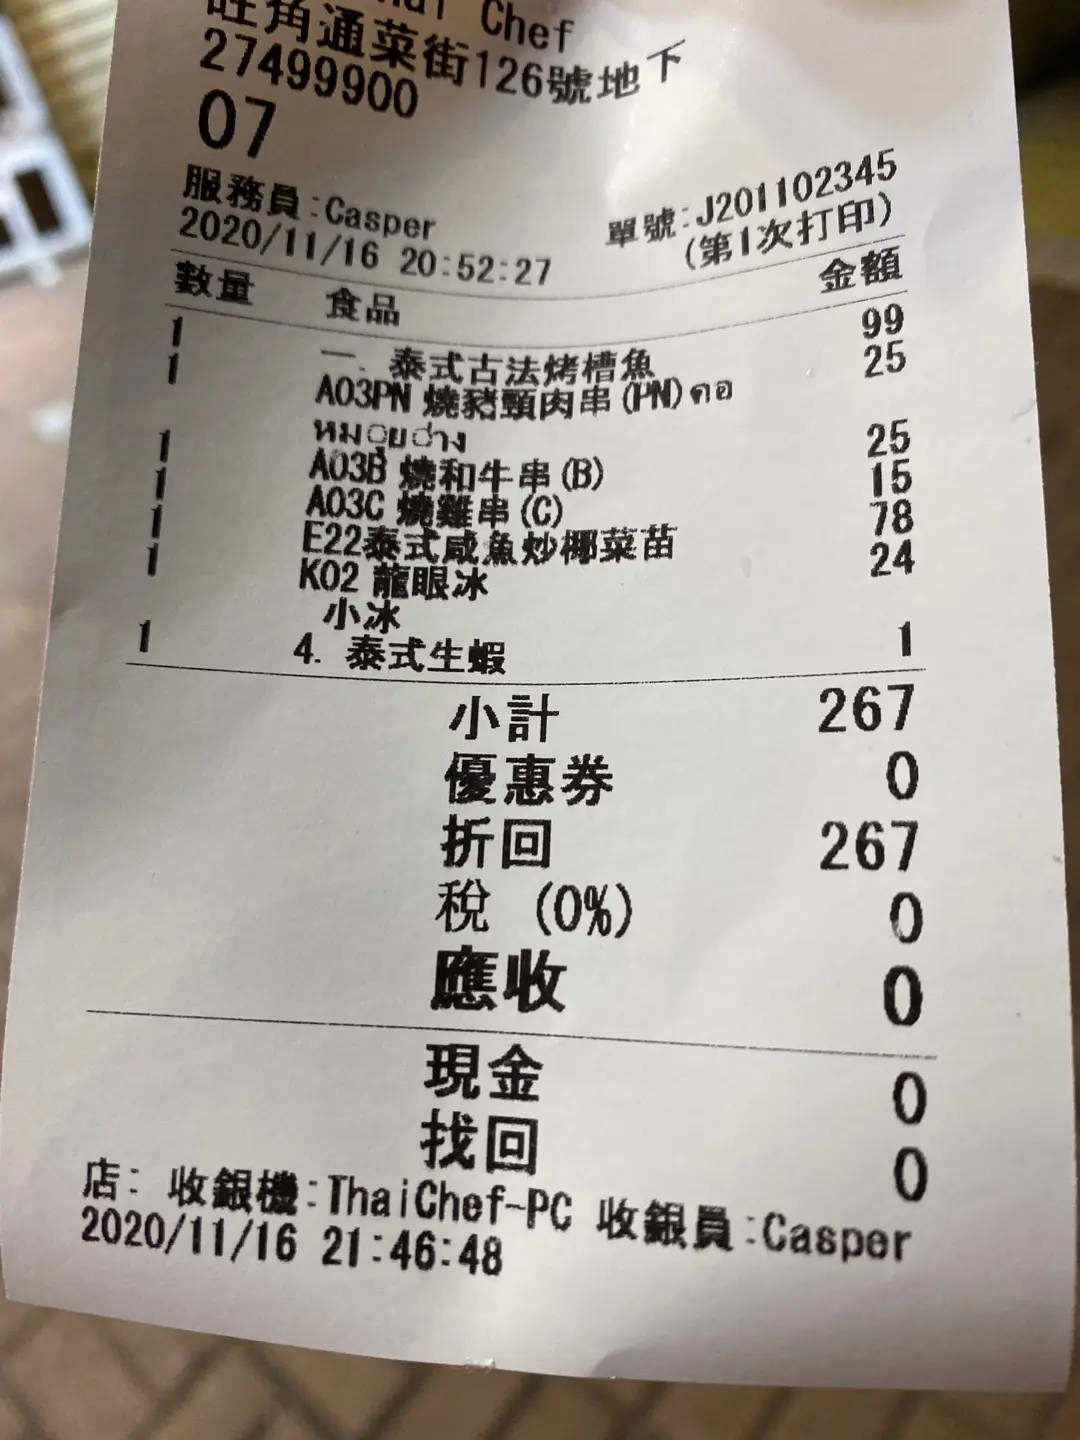 Chef
旺角通菜街126號地下
27499900
07
服務員:Casper 單號:J201102345
2020/11/16 20:52:27 (第1次打印)
數量 食品 金額
1 一. 泰式古法烤槽魚 99
1 A03PN 燒豬頸肉串(PN)คอ 25
หมูย่าง
1 A03B 燒和牛串(B) 25
1 A03C 燒雞串(C) 15
1 E22泰式咸魚炒椰菜苗 78
1 K02 龍眼冰 24
小冰
1 4. 泰式生蝦 1
小計 267
優惠券 0
折回 267
稅 (0%) 0
應收 0
現金 0
找回 0
店: 收銀機:ThaiChef-PC 收銀員:Casper
2020/11/16 21:46:48